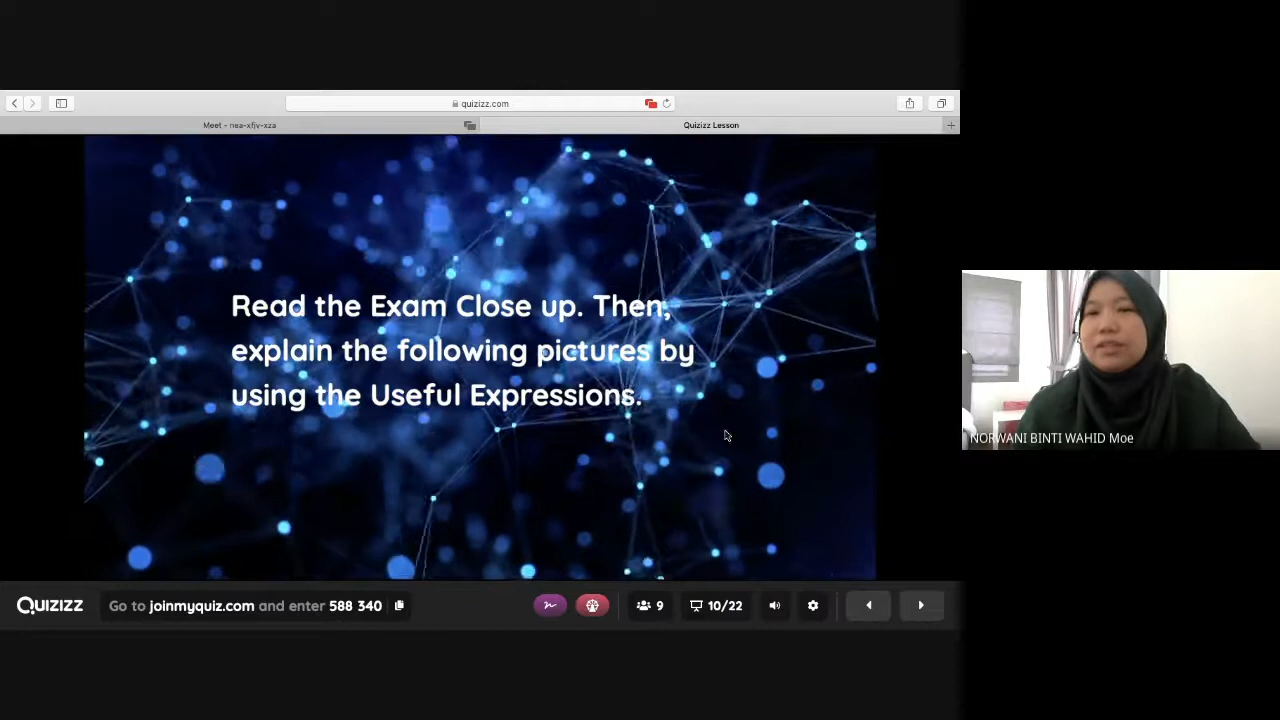 quizizz.com
Meet - nea-xfjv-xza
Quizizz Lesson
Read the Exam Close up. Then,
explain the following pictures by
using the Useful Expressions.
NORWANI BINTI WAHID Moe
QUIZIZZ
Go to joinmyquiz.com and enter 588 340
9
10/22